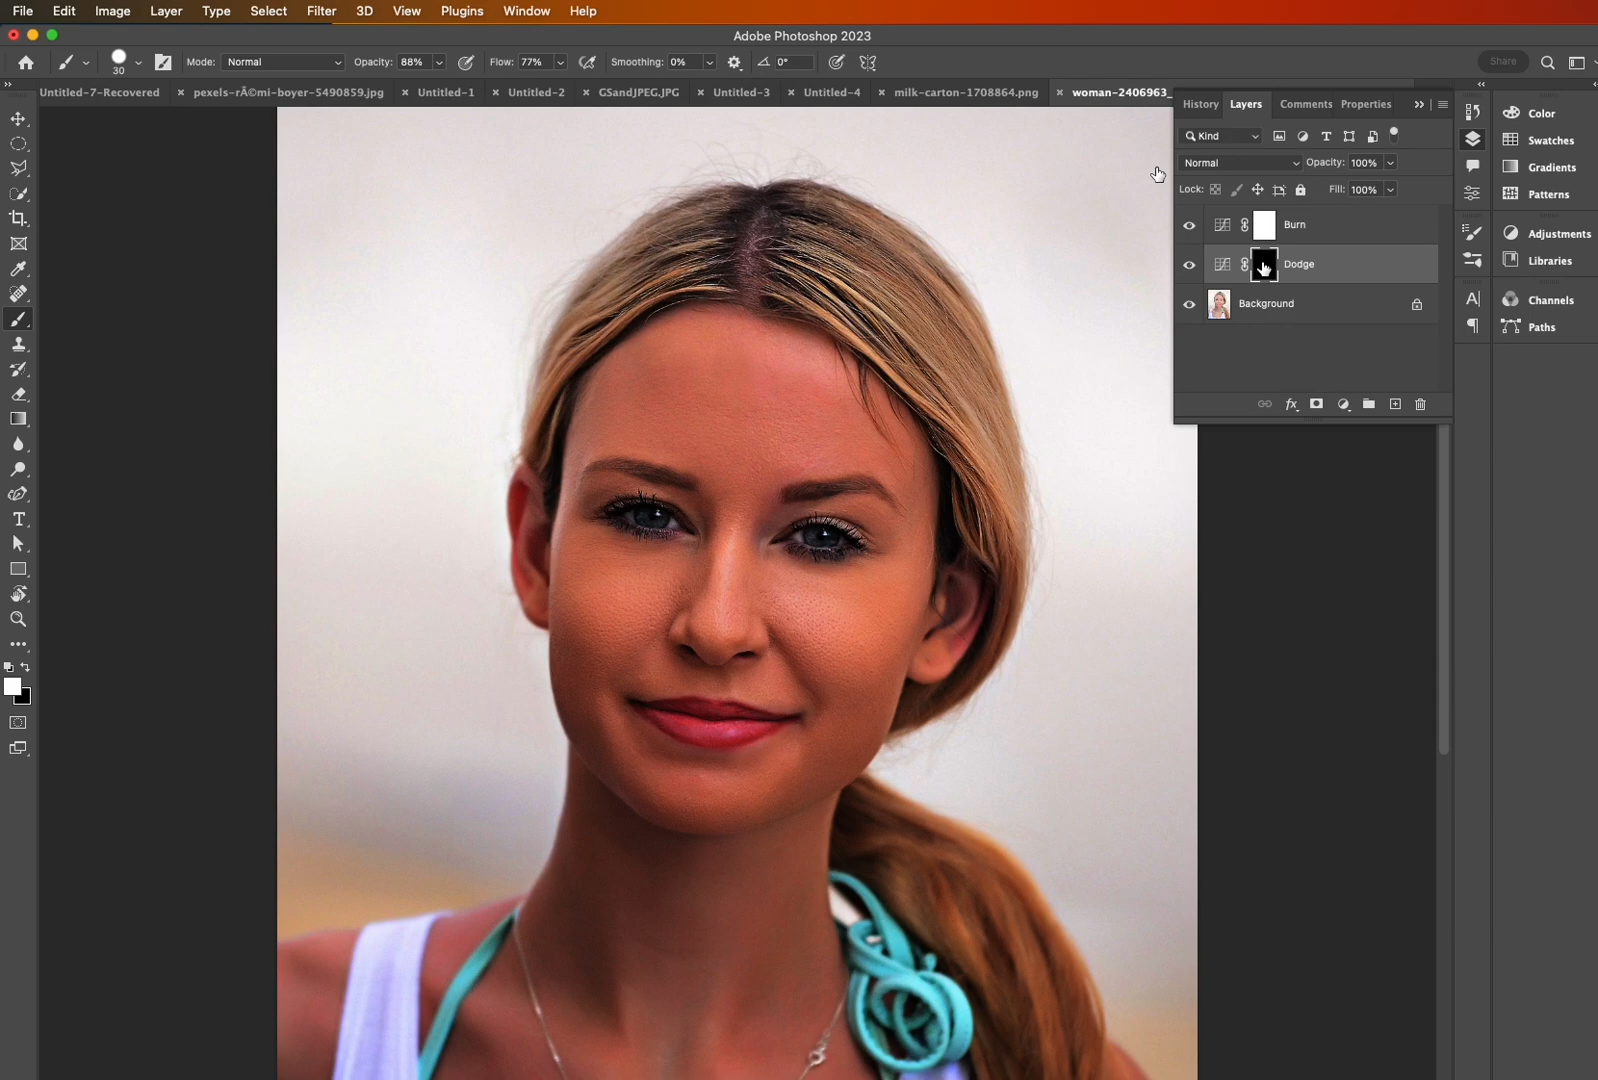 File Edit Image Layer Type Select Filter 3D View Plugins Window Help
Adobe Photoshop 2023
30 Mode: Normal Opacity: 88% Flow: 77% Smoothing: 0% 0° Share
Untitled-7-Recovered × pexels-rÃ©mi-boyer-5490859.jpg × Untitled-1 × Untitled-2 × GSandJPEG.JPG × Untitled-3 × Untitled-4 × milk-carton-1708864.png × woman-2406963_
History Layers Comments Properties
Color
Kind
Swatches
Normal Opacity: 100%
Gradients
Lock: Fill: 100%
Patterns
Burn
Adjustments
Dodge
Libraries
Background
Channels
Paths